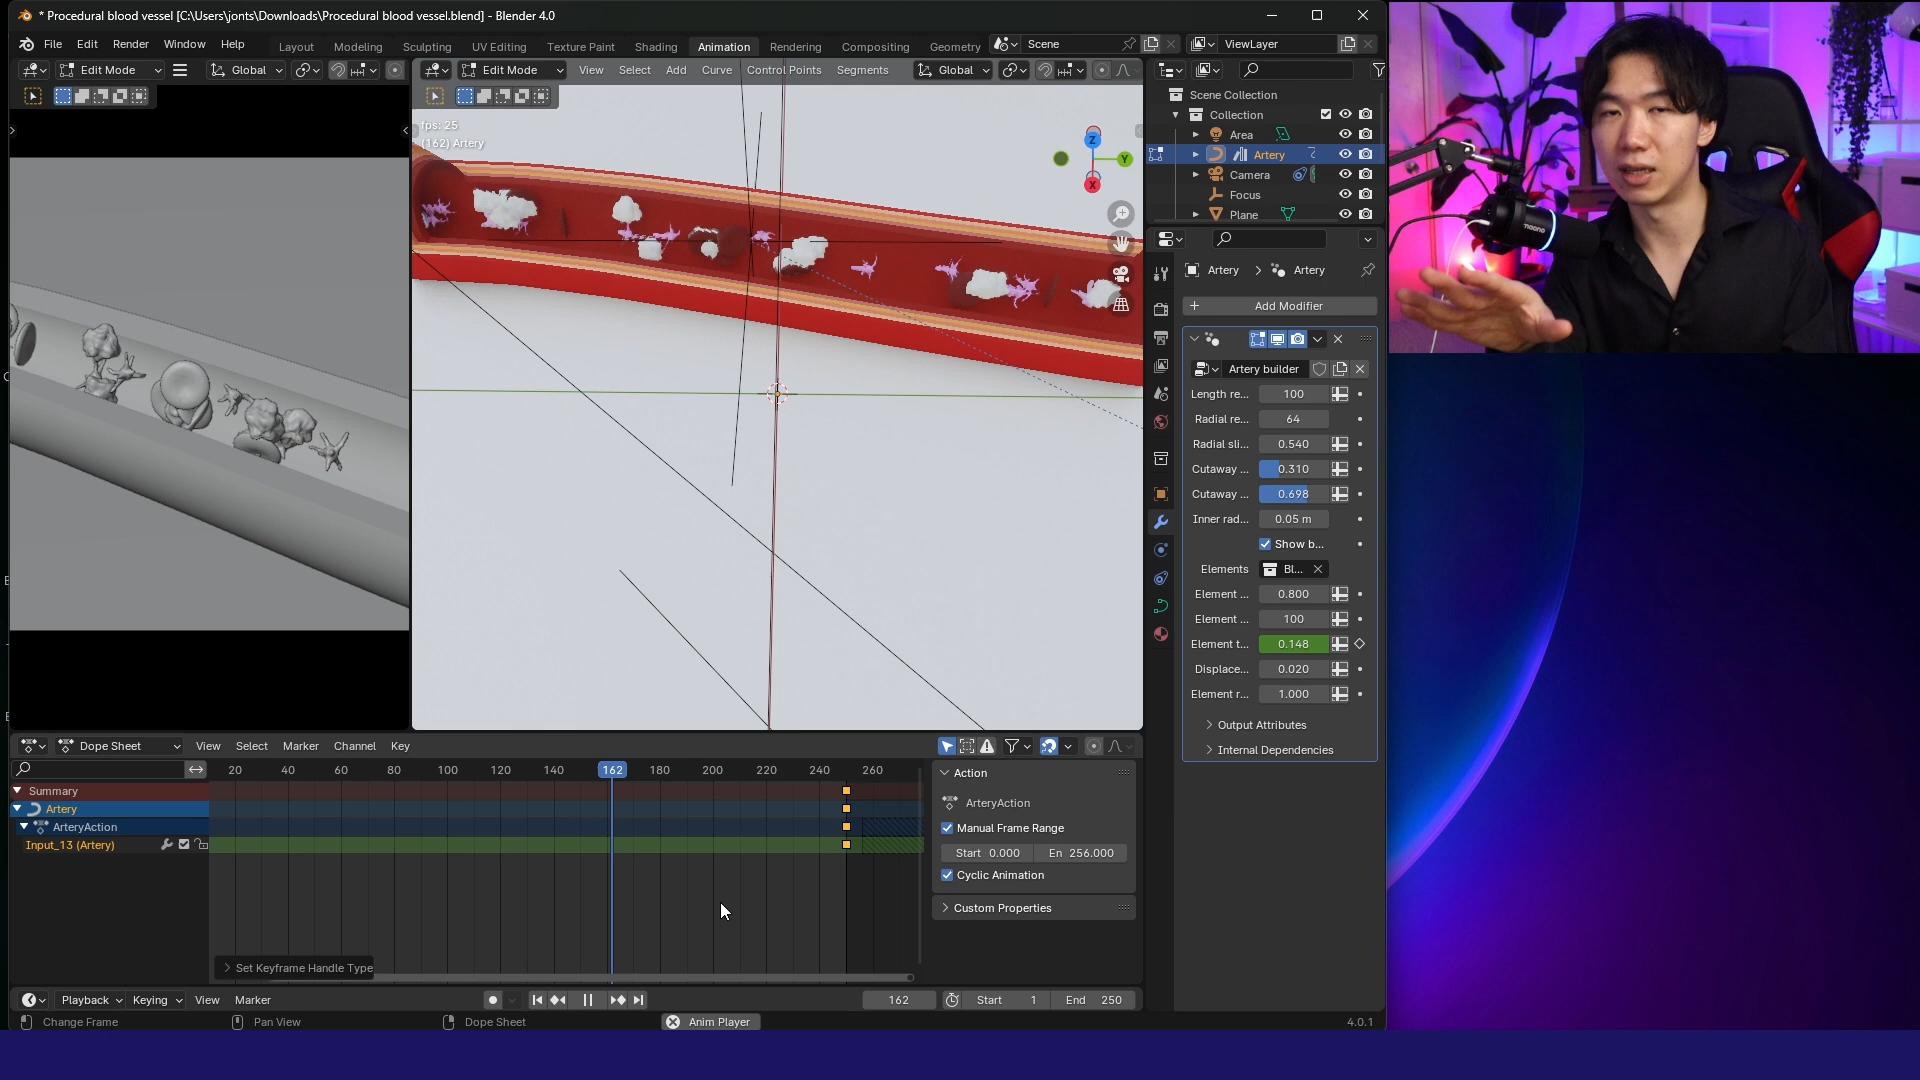 * Procedural blood vessel [C:\Users\jonts\Downloads\Procedural blood vessel.blend] - Blender 4.0
File Edit Render Window Help Layout Modeling Sculpting UV Editing Texture Paint Shading Animation Rendering Compositing Geometry Scene ViewLayer
Edit Mode Global Edit Mode View Select Add Curve Control Points Segments Global
fps: 25
(162) Artery
Z
Y
X
Scene Collection
Collection
Area
Artery
Camera
Focus
Plane
Artery > Artery
+ Add Modifier
Artery builder
Length re... 100
Radial re... 64
Radial sli... 0.540
Cutaway ... 0.310
Cutaway ... 0.698
Inner rad... 0.05 m
Show b...
Elements Bl...
Element ... 0.800
Element ... 100
Element t... 0.148
Displace... 0.020
Element r... 1.000
Output Attributes
Internal Dependencies
maono
Dope Sheet View Select Marker Channel Key
20 40 60 80 100 120 140 162 180 200 220 240 260
Summary
Artery
ArteryAction
Input_13 (Artery)
Action
ArteryAction
Manual Frame Range
Start 0.000 En 256.000
Cyclic Animation
Custom Properties
Set Keyframe Handle Type
Playback Keying View Marker 162 Start 1 End 250
Change Frame Pan View Dope Sheet Anim Player 4.0.1